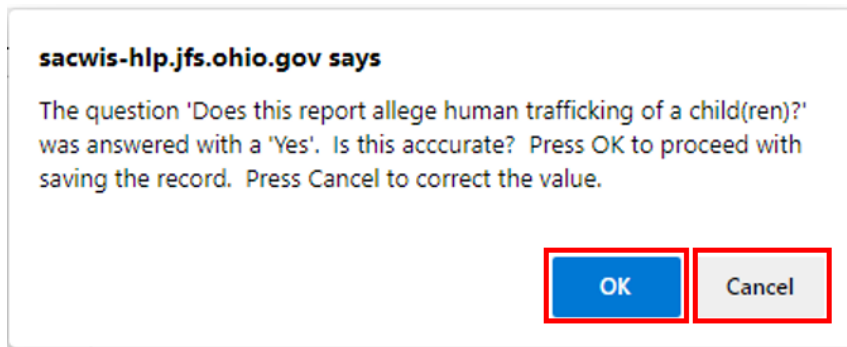 sacwis-hlp.jfs.ohio.gov says
The question 'Does this report allege human trafficking of a child(ren)?'
was answered with a 'Yes'.  Is this acccurate?  Press OK to proceed with
saving the record.  Press Cancel to correct the value.
OK Cancel